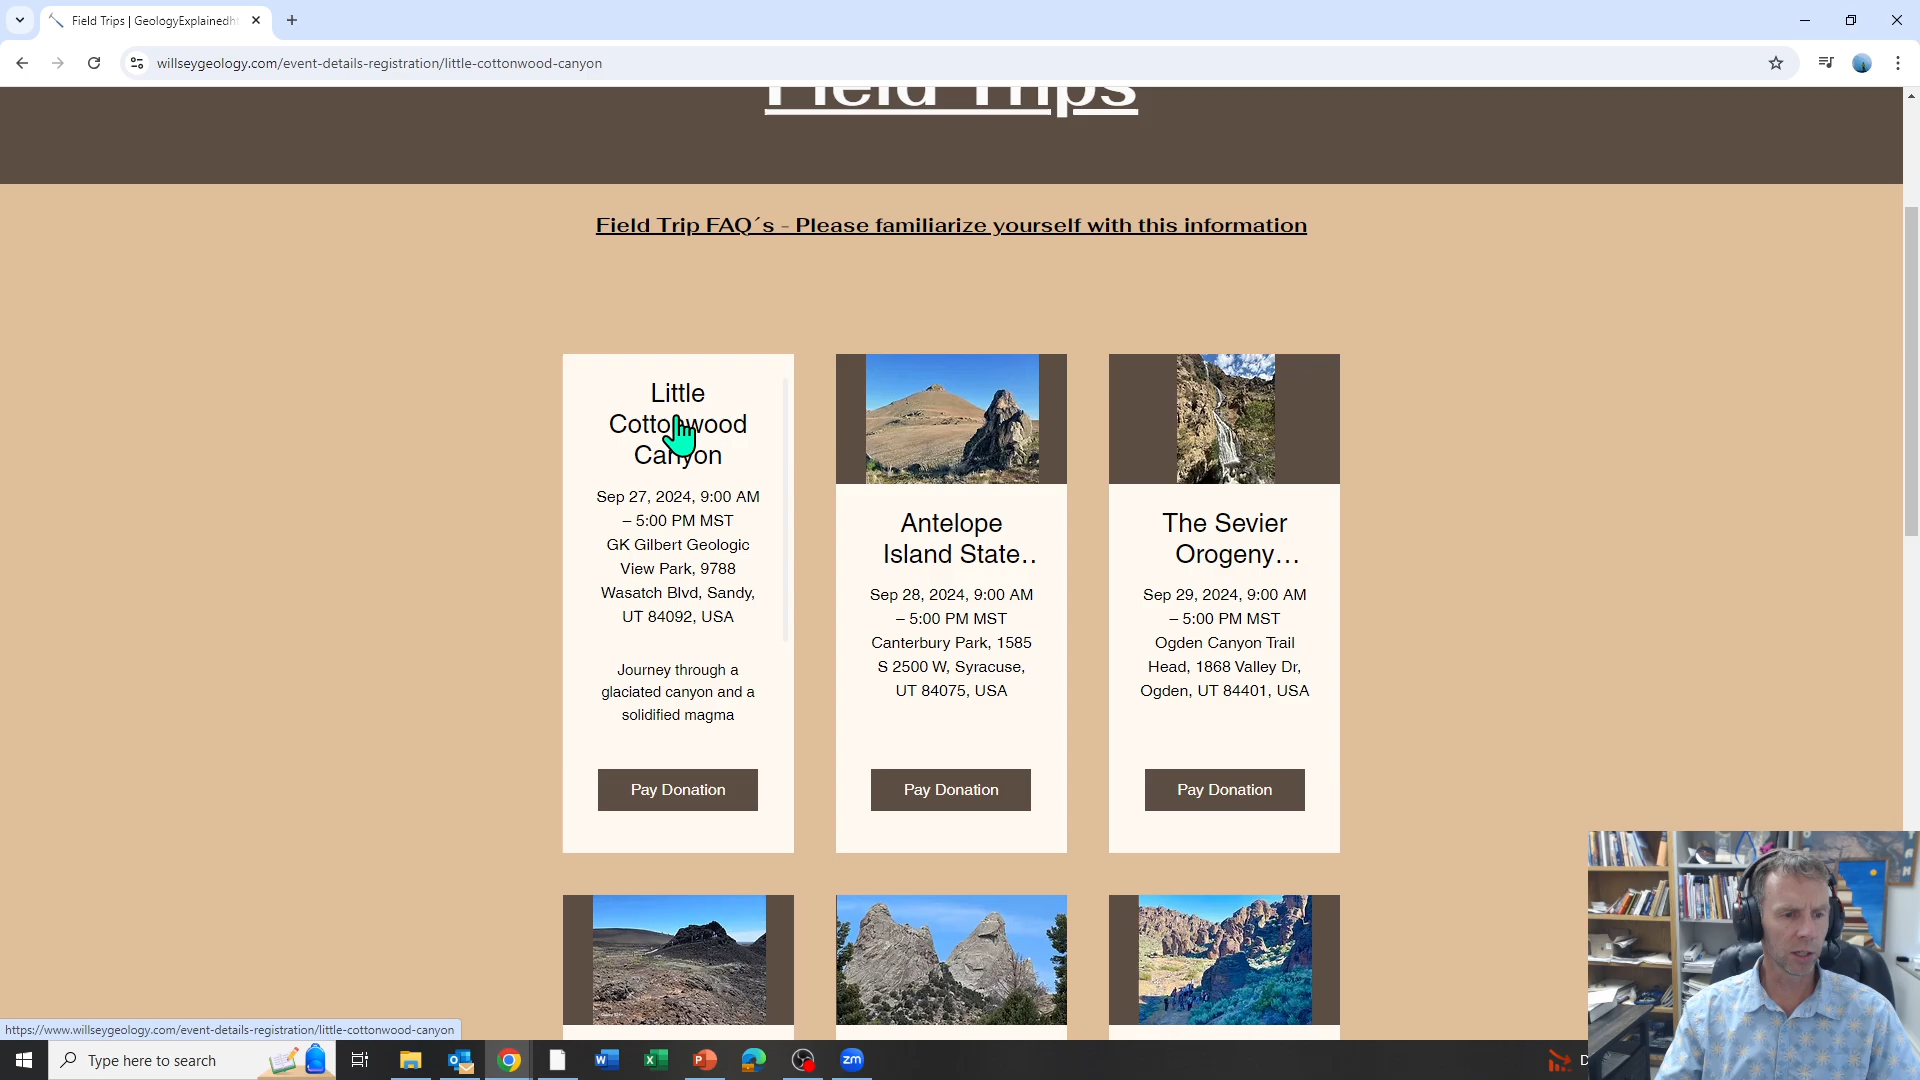 Field Trips | GeologyExplained
willseygeology.com/event-details-registration/little-cottonwood-canyon
Field Trips
Field Trip FAQ´s - Please familiarize yourself with this information
Little
Cottonwood
Canyon
Sep 27, 2024, 9:00 AM
– 5:00 PM MST
GK Gilbert Geologic
View Park, 9788
Wasatch Blvd, Sandy,
UT 84092, USA
Journey through a
glaciated canyon and a
solidified magma
Pay Donation
Antelope
Island State..
Sep 28, 2024, 9:00 AM
– 5:00 PM MST
Canterbury Park, 1585
S 2500 W, Syracuse,
UT 84075, USA
Pay Donation
The Sevier
Orogeny...
Sep 29, 2024, 9:00 AM
– 5:00 PM MST
Ogden Canyon Trail
Head, 1868 Valley Dr,
Ogden, UT 84401, USA
Pay Donation
https://www.willseygeology.com/event-details-registration/little-cottonwood-canyon
Type here to search
zm
D